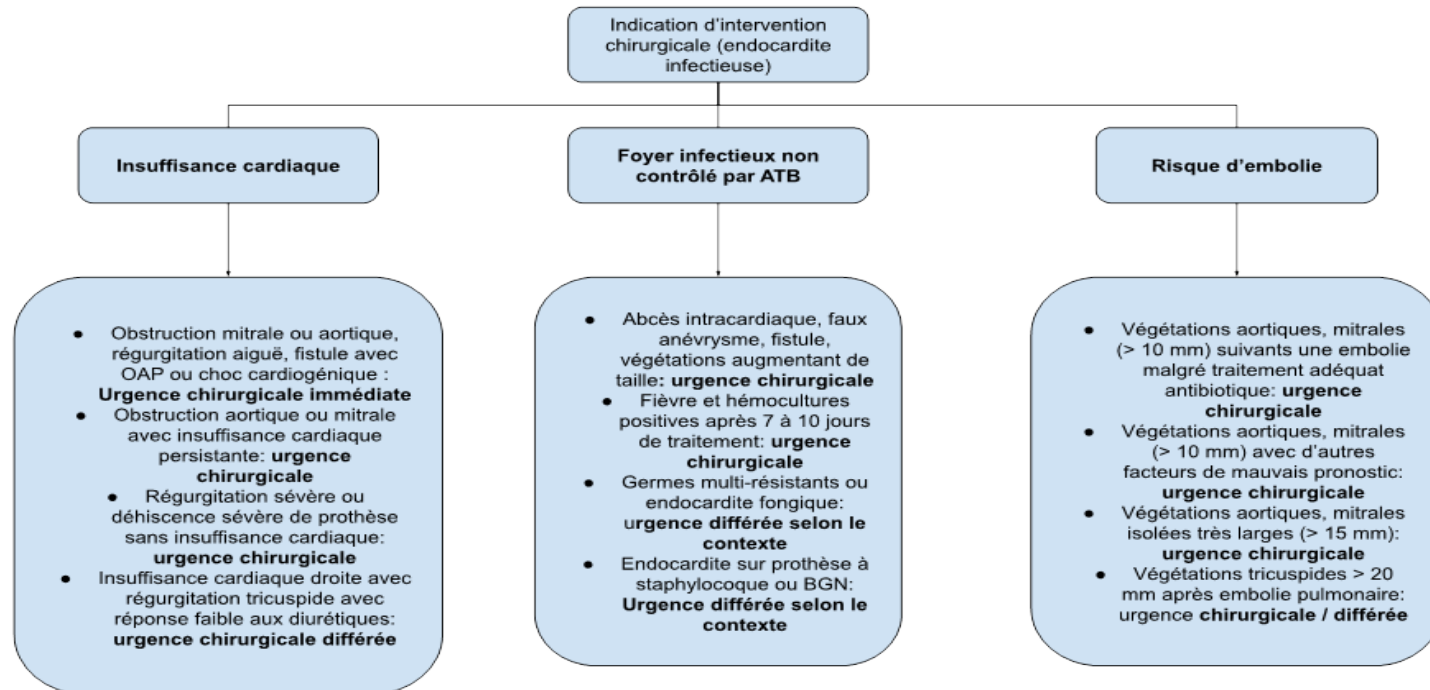 Indication d'intervention
chirurgicale (endocardite
infectieuse)
Insuffisance cardiaque
Foyer infectieux non
contrôlé par ATB
Risque d'embolie
● Obstruction mitrale ou aortique,
régurgitation aiguë, fistule avec
OAP ou choc cardiogénique :
Urgence chirurgicale immédiate
● Obstruction aortique ou mitrale
avec insuffisance cardiaque
persistante: urgence
chirurgicale
● Régurgitation sévère ou
déhiscence sévère de prothèse
sans insuffisance cardiaque:
urgence chirurgicale
● Insuffisance cardiaque droite avec
régurgitation tricuspide avec
réponse faible aux diurétiques:
urgence chirurgicale différée
● Abcès intracardiaque, faux
anévrysme, fistule,
végétations augmentant de
taille: urgence chirurgicale
● Fièvre et hémocultures
positives après 7 à 10 jours
de traitement: urgence
chirurgicale
● Germes multi-résistants ou
endocardite fongique:
urgence différée selon le
contexte
● Endocardite sur prothèse à
staphylocoque ou BGN:
Urgence différée selon le
contexte
● Végétations aortiques, mitrales
(> 10 mm) suivants une embolie
malgré traitement adéquat
antibiotique: urgence
chirurgicale
● Végétations aortiques, mitrales
(> 10 mm) avec d'autres
facteurs de mauvais pronostic:
urgence chirurgicale
● Végétations aortiques, mitrales
isolées très larges (> 15 mm):
urgence chirurgicale
● Végétations tricuspides > 20
mm après embolie pulmonaire:
urgence chirurgicale / différée